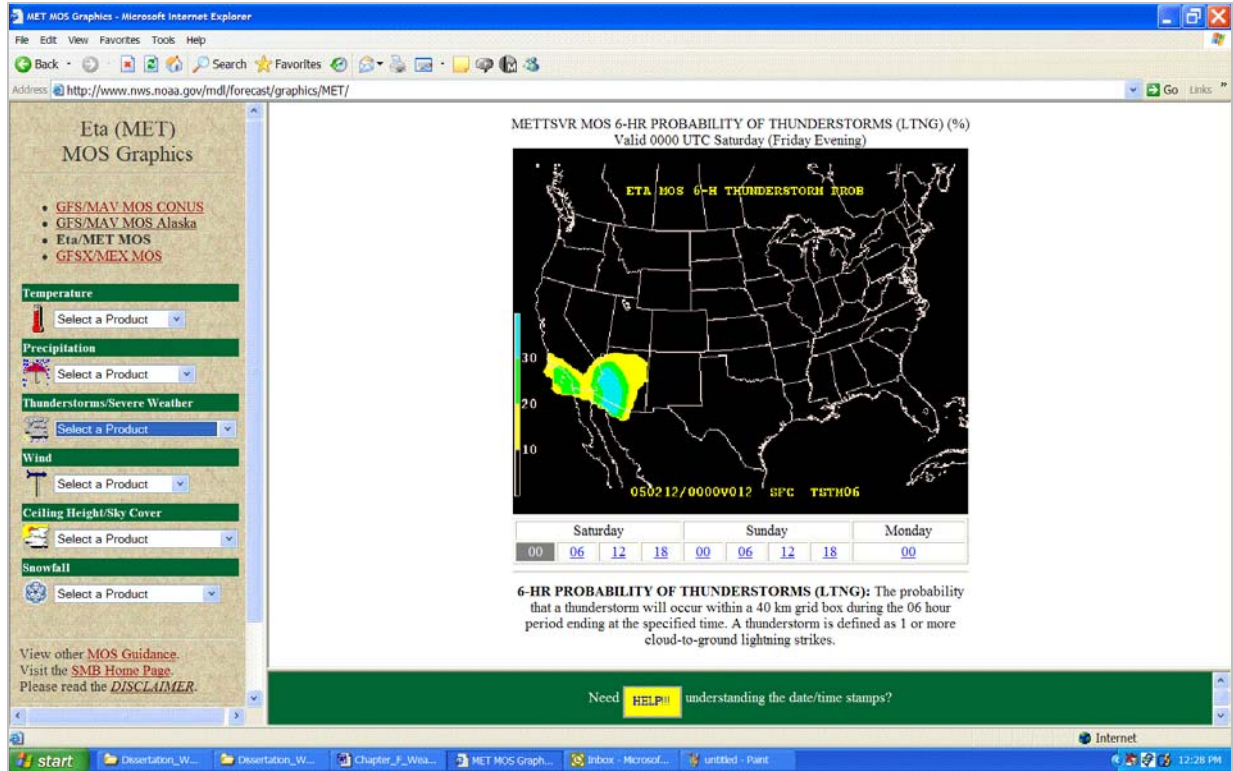 MET MOS Graphics - Microsoft Internet Explorer
File Edit View Favorites Tools Help
Back Search Favorites
Address http://www.nws.noaa.gov/mdl/forecast/graphics/MET/ Go Links »
Eta (MET)
MOS Graphics
GFS/MAV MOS CONUS
GFS/MAV MOS Alaska
Eta/MET MOS
GFSX/MEX MOS
Temperature
Select a Product
Precipitation
Select a Product
Thunderstorms/Severe Weather
Select a Product
Wind
Select a Product
Ceiling Height/Sky Cover
Select a Product
Snowfall
Select a Product
View other MOS Guidance.
Visit the SMB Home Page.
Please read the DISCLAIMER.
METTSVR MOS 6-HR PROBABILITY OF THUNDERSTORMS (LTNG) (%)
Valid 0000 UTC Saturday (Friday Evening)
ETA MOS 6-H THUNDERSTORM PROB
30
20
10
050212/0000V012 SFC TSTM06
Saturday Sunday Monday
00 06 12 18 00 06 12 18 00
6-HR PROBABILITY OF THUNDERSTORMS (LTNG): The probability
that a thunderstorm will occur within a 40 km grid box during the 06 hour
period ending at the specified time. A thunderstorm is defined as 1 or more
cloud-to-ground lightning strikes.
Need HELP!!! understanding the date/time stamps?
Internet
start Dissertation_W... Dissertation_W... Chapter_F_Wea... MET MOS Graph... Inbox - Microsof... untitled - Paint 12:28 PM